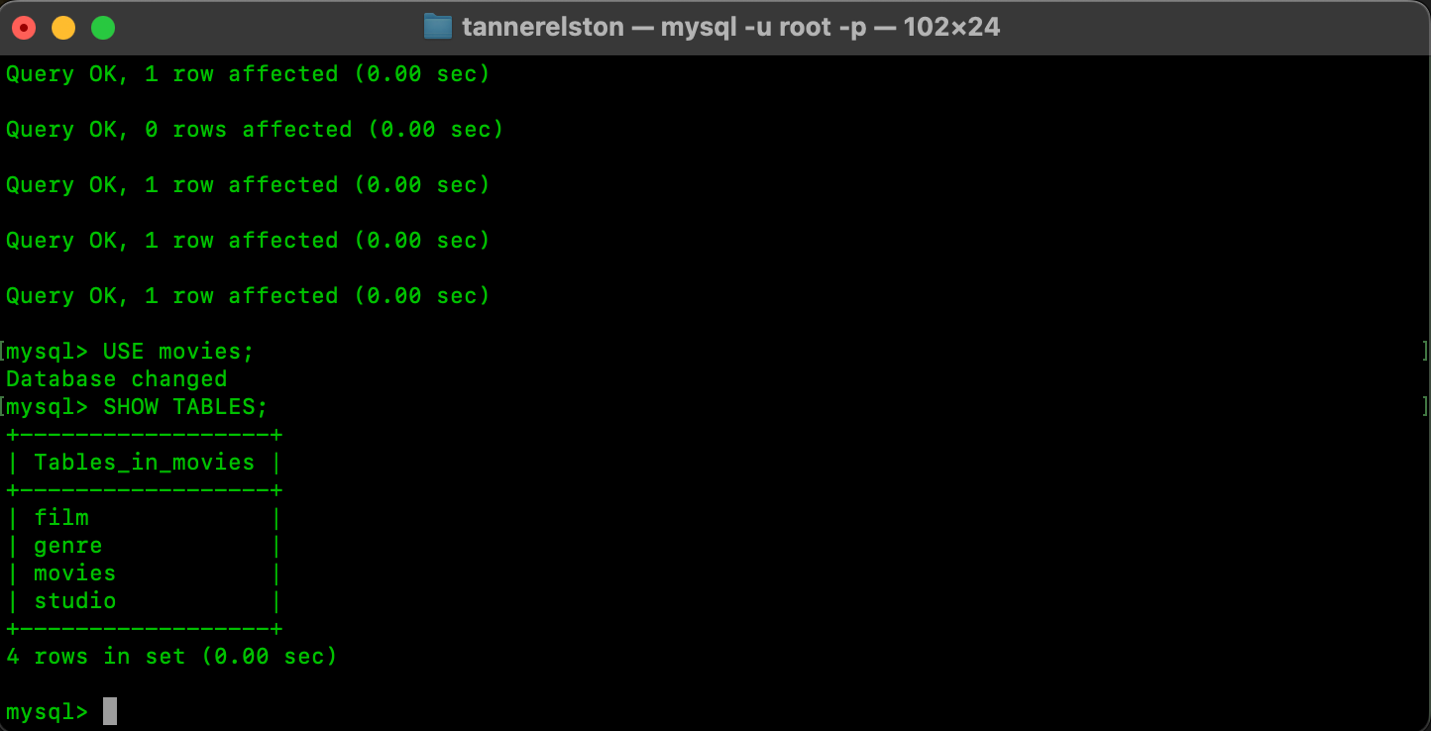 tannerelston — mysql -u root -p — 102×24
Query OK, 1 row affected (0.00 sec)
Query OK, 0 rows affected (0.00 sec)
Query OK, 1 row affected (0.00 sec)
Query OK, 1 row affected (0.00 sec)
Query OK, 1 row affected (0.00 sec)
[mysql> USE movies; ]
Database changed
[mysql> SHOW TABLES; ]
+------------------+
| Tables_in_movies |
+------------------+
| film             |
| genre            |
| movies           |
| studio           |
+------------------+
4 rows in set (0.00 sec)
mysql>